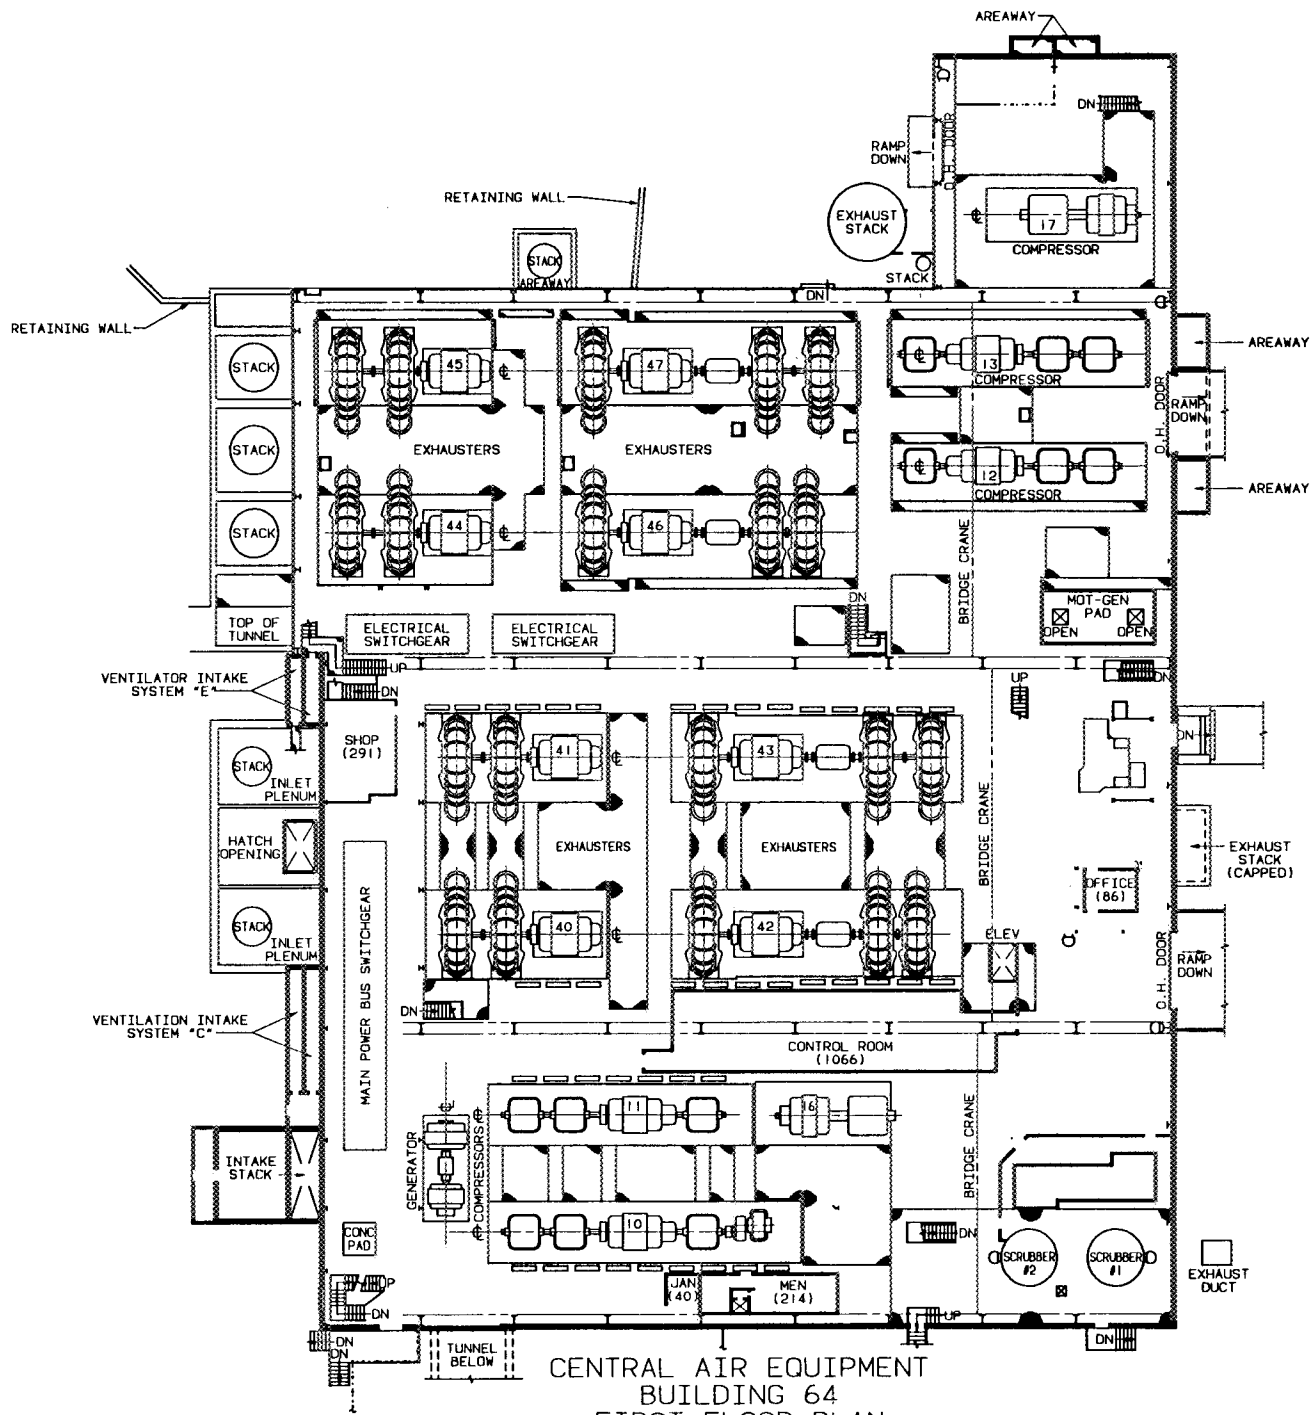 AREAWAY
DN
RAMP
DOWN
O.H. DOOR
RETAINING WALL
EXHAUST
STACK
17
COMPRESSOR
STACK
STACK
AREAWAY
DN
RETAINING WALL
45
47
13
COMPRESSOR
AREAWAY
STACK
O.H. DOOR
RAMP
DOWN
STACK
EXHAUSTERS
EXHAUSTERS
12
COMPRESSOR
AREAWAY
STACK
44
46
BRIDGE CRANE
DN
MOT-GEN
PAD
OPEN
OPEN
TOP OF
TUNNEL
ELECTRICAL
SWITCHGEAR
ELECTRICAL
SWITCHGEAR
VENTILATOR INTAKE
SYSTEM "E"
UP
DN
UP
DN
SHOP
(291)
41
43
DN
STACK
INLET
PLENUM
HATCH
OPENING
EXHAUSTERS
EXHAUSTERS
BRIDGE CRANE
EXHAUST
STACK
(CAPPED)
OFFICE
(86)
STACK
INLET
PLENUM
40
42
ELEV
O.H. DOOR
RAMP
DOWN
MAIN POWER BUS SWITCHGEAR
DN
VENTILATION INTAKE
SYSTEM "C"
CONTROL ROOM
(1066)
11
16
BRIDGE CRANE
INTAKE
STACK
GENERATOR
COMPRESSORS
10
CONC
PAD
DN
SCRUBBER
#2
SCRUBBER
#1
EXHAUST
DUCT
UP
DN
JAN
(40)
MEN
(214)
UP
DN
DN
DN
TUNNEL
BELOW
CENTRAL AIR EQUIPMENT
BUILDING 64
FIRST FLOOR PLAN